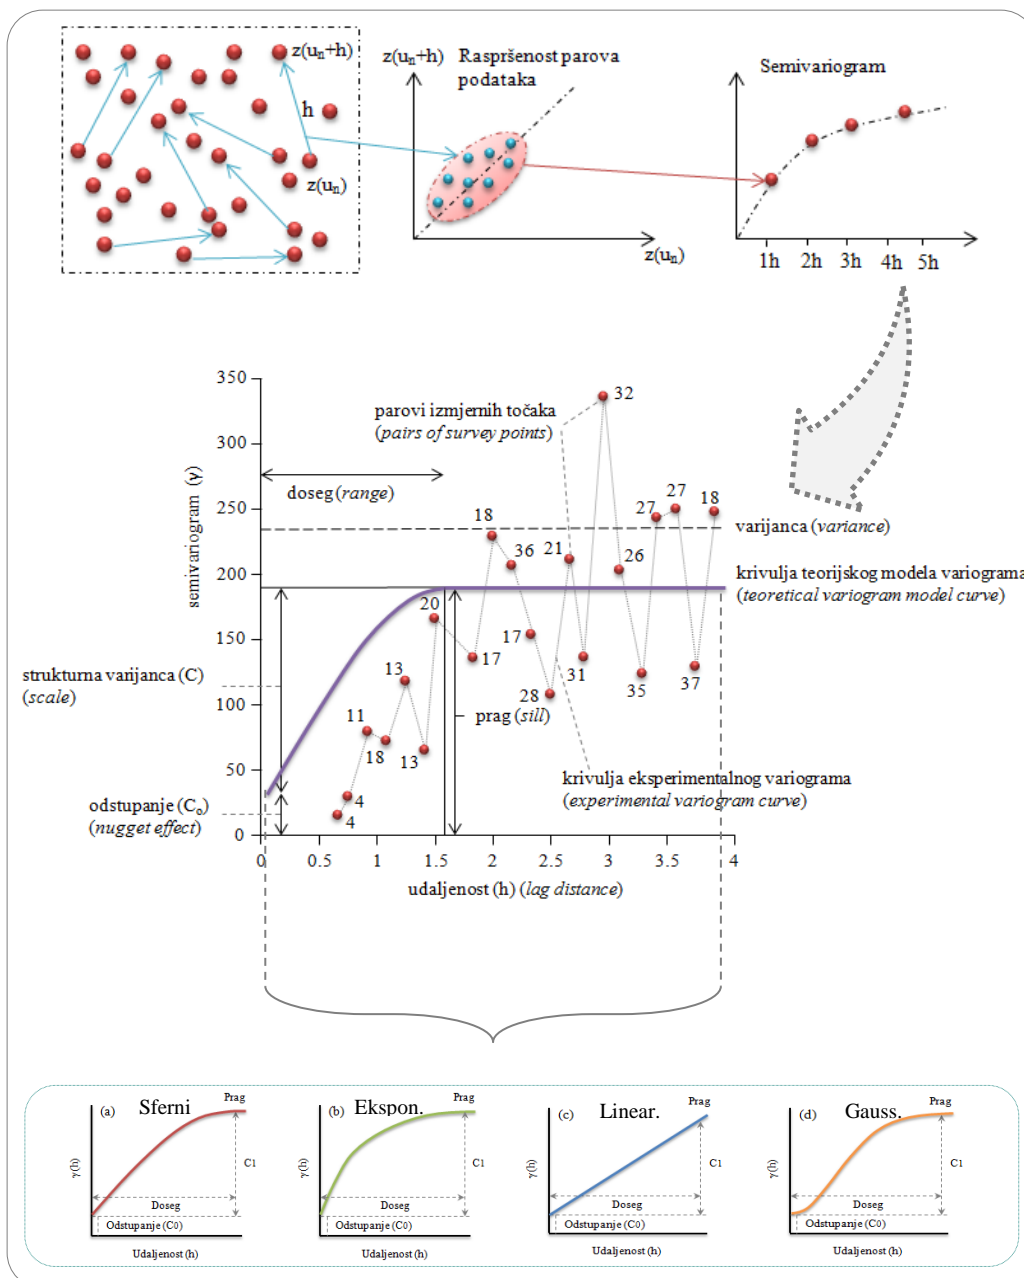 z(uₙ+h)
h
z(uₙ)
z(uₙ+h)
Raspršenost parova
podataka
z(uₙ)
Semivariogram
1h 2h 3h 4h 5h
350
300
250
200
150
100
50
0
semivariogram (γ)
parovi izmjernih točaka
(pairs of survey points)
doseg (range)
varijanca (variance)
krivulja teorijskog modela variograma
(teoretical variogram model curve)
strukturna varijanca (C)
(scale)
prag (sill)
odstupanje (C₀)
(nugget effect)
krivulja eksperimentalnog variograma
(experimental variogram curve)
4
4
11
18
13
13
20
17
18
36
17
28
21
31
32
26
35
27
27
37
18
0 0.5 1 1.5 2 2.5 3 3.5 4
udaljenost (h) (lag distance)
(a) Sferni
Prag
γ(h)
C1
Doseg
Odstupanje (C0)
Udaljenost (h)
(b) Ekspon.
Prag
γ(h)
C1
Doseg
Odstupanje (C0)
Udaljenost (h)
(c) Linear.
Prag
γ(h)
C1
Doseg
Odstupanje (C0)
Udaljenost (h)
(d) Gauss.
Prag
γ(h)
C1
Doseg
Odstupanje (C0)
Udaljenost (h)